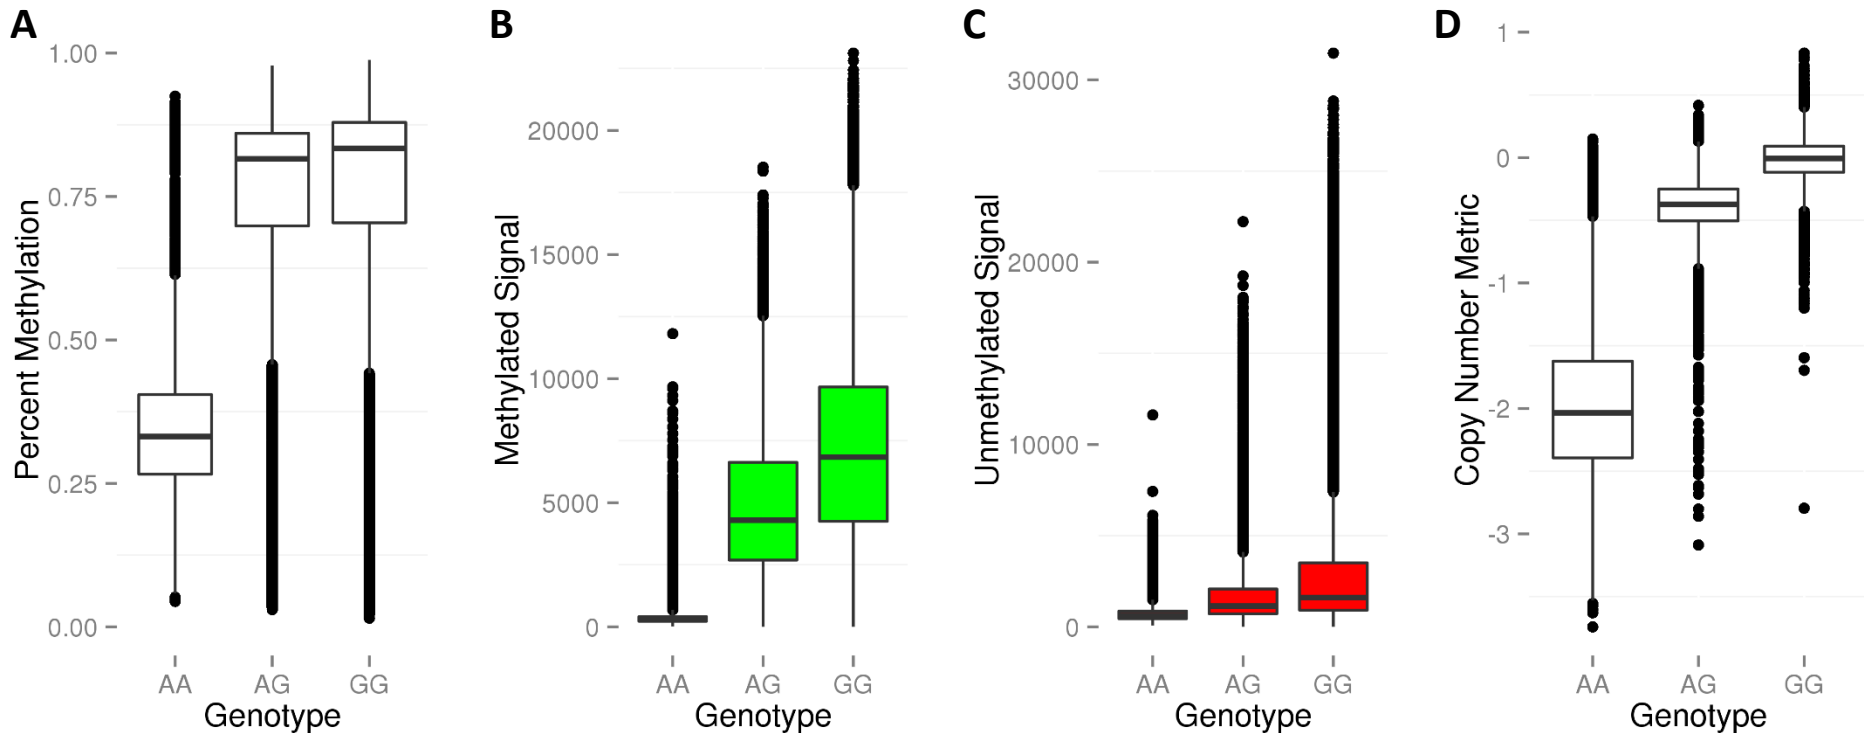 A
Percent Methylation
1.00
0.75
0.50
0.25
0.00
AA AG GG
Genotype
B
Methylated Signal
20000
15000
10000
5000
0
AA AG GG
Genotype
C
Unmethylated Signal
30000
20000
10000
0
AA AG GG
Genotype
D
Copy Number Metric
1
0
-1
-2
-3
AA AG GG
Genotype